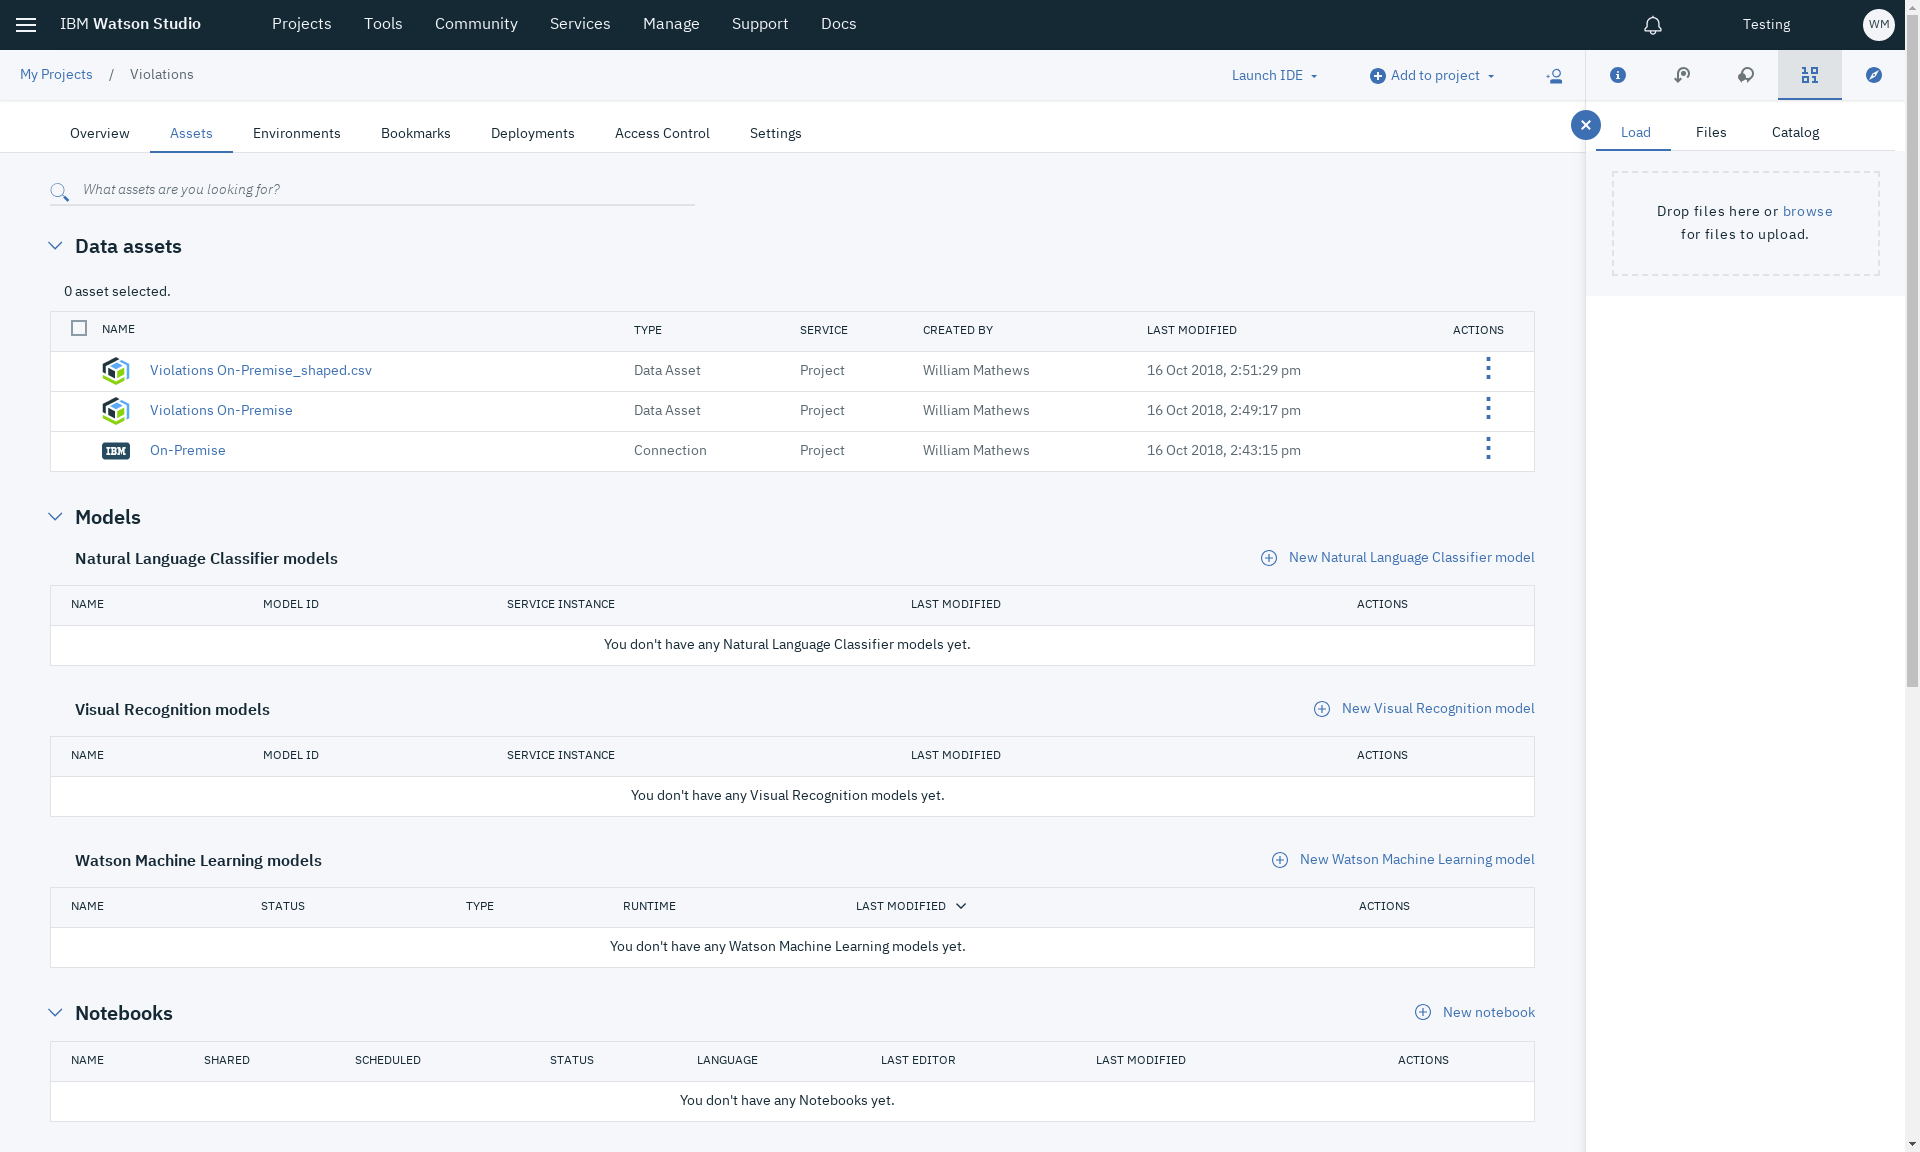 IBM Watson Studio Projects Tools Community Services Manage Support Docs Testing WM
My Projects / Violations Launch IDE Add to project
Overview Assets Environments Bookmarks Deployments Access Control Settings
Load Files Catalog
What assets are you looking for?
Drop files here or browse
for files to upload.
Data assets
0 asset selected.
NAME TYPE SERVICE CREATED BY LAST MODIFIED ACTIONS
Violations On-Premise_shaped.csv Data Asset Project William Mathews 16 Oct 2018, 2:51:29 pm
Violations On-Premise Data Asset Project William Mathews 16 Oct 2018, 2:49:17 pm
IBM On-Premise Connection Project William Mathews 16 Oct 2018, 2:43:15 pm
Models
Natural Language Classifier models New Natural Language Classifier model
NAME MODEL ID SERVICE INSTANCE LAST MODIFIED ACTIONS
You don't have any Natural Language Classifier models yet.
Visual Recognition models New Visual Recognition model
NAME MODEL ID SERVICE INSTANCE LAST MODIFIED ACTIONS
You don't have any Visual Recognition models yet.
Watson Machine Learning models New Watson Machine Learning model
NAME STATUS TYPE RUNTIME LAST MODIFIED ACTIONS
You don't have any Watson Machine Learning models yet.
Notebooks New notebook
NAME SHARED SCHEDULED STATUS LANGUAGE LAST EDITOR LAST MODIFIED ACTIONS
You don't have any Notebooks yet.